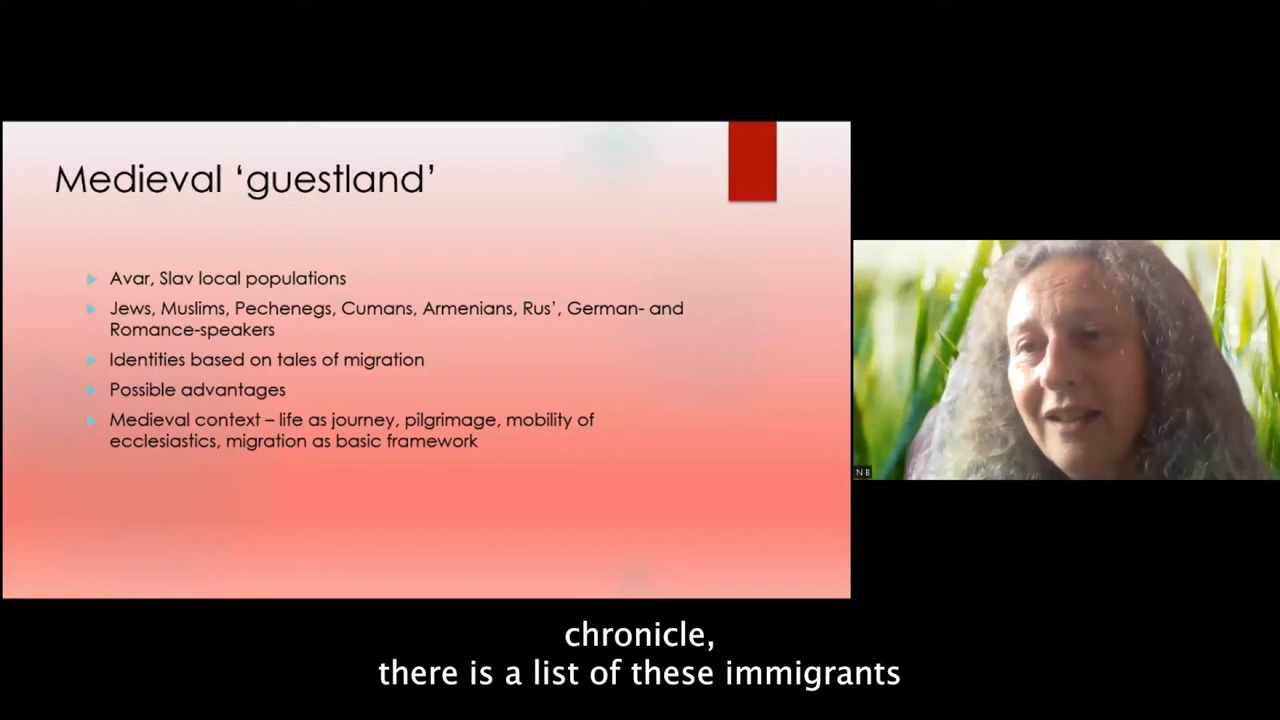 Medieval ‘guestland’
Avar, Slav local populations
Jews, Muslims, Pechenegs, Cumans, Armenians, Rus’, German- and
Romance-speakers
Identities based on tales of migration
Possible advantages
Medieval context – life as journey, pilgrimage, mobility of
ecclesiastics, migration as basic framework
N B
chronicle,
there is a list of these immigrants